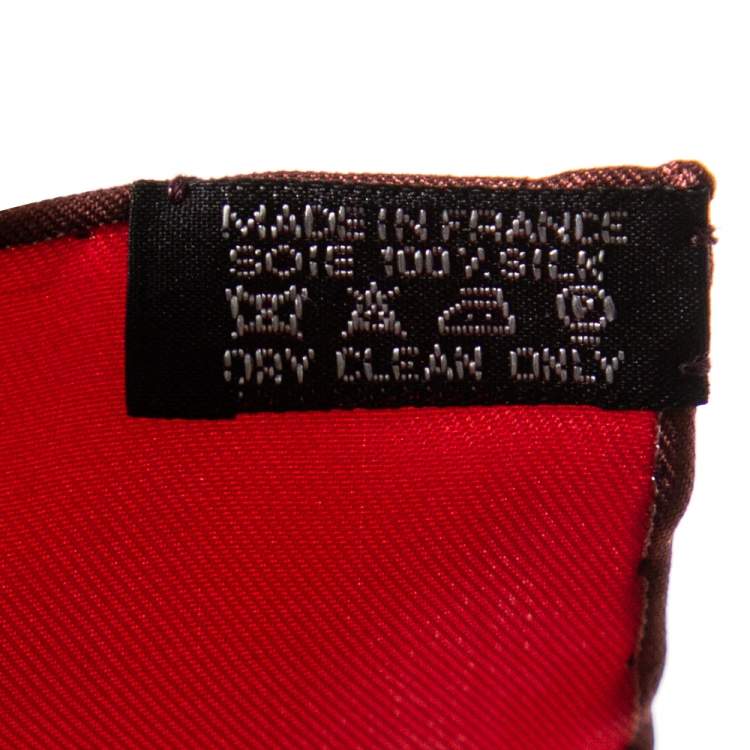 MADE IN FRANCE
SOIE 100% SILK
DRY CLEAN ONLY